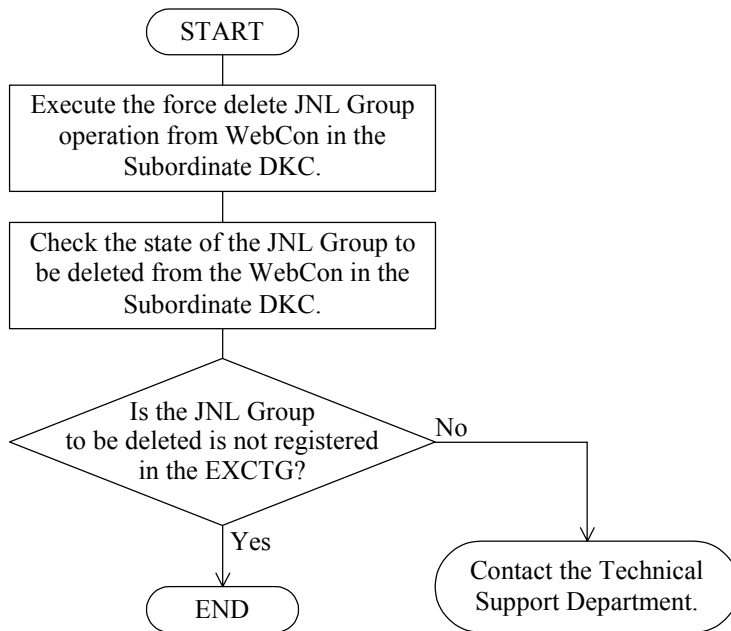 START
Execute the force delete JNL Group
operation from WebCon in the
Subordinate DKC.
Check the state of the JNL Group to
be deleted from the WebCon in the
Subordinate DKC.
Is the JNL Group
to be deleted is not registered
in the EXCTG?
No
Yes
Contact the Technical
Support Department.
END